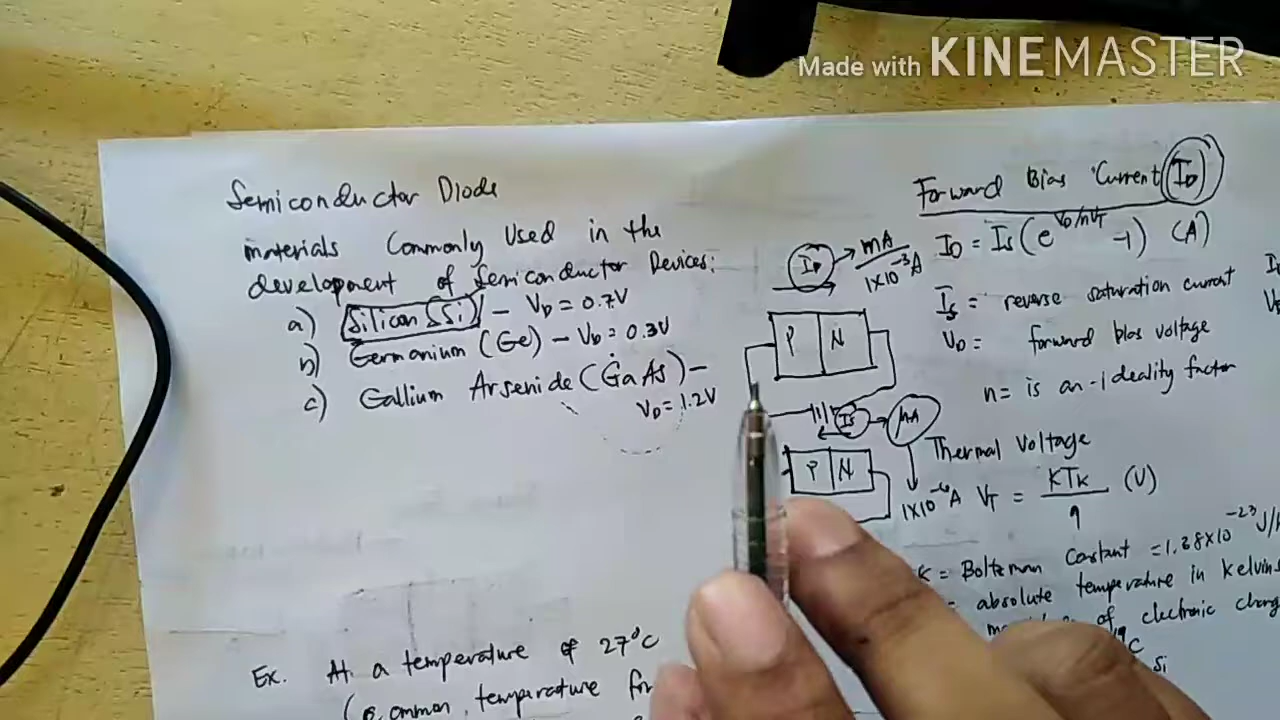 Made with KINEMASTER
Semiconductor Diode
materials Commonly Used in the
development of Semiconductor Devices:
a) Silicon (Si) - VD = 0.7V
b) Germanium (Ge) - VD = 0.3V
c) Gallium Arsenide (GaAs) -
VD = 1.2V
Ex. At a temperature of 27°C
(common temperature for
Forward Bias Current ID
ID = Is(e^VD/nVT -1) (A)
ID → mA
1X10^-3 A
P N
Is = reverse saturation current
VD = forward bias voltage
n = is an ideality factor
Is → μA
1X10^-6 A
P N
Thermal Voltage
VT = KTK/q (V)
K = Boltzman Constant = 1.38X10^-23 J/
= absolute temperature in kelvins
of electronic charge
C
Si